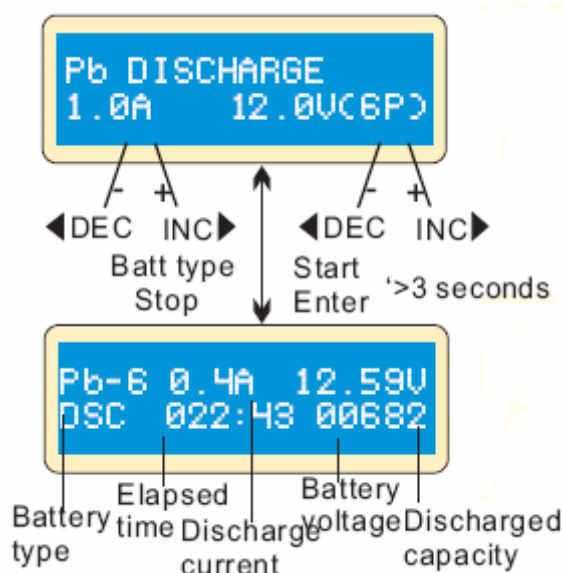 Pb DISCHARGE
1.0A 12.0V(6P)
- + - +
◀DEC INC▶ ◀DEC INC▶
Batt type
Stop
Start
Enter
‘>3 seconds
Pb-6 0.4A 12.59V
DSC 022:43 00682
Battery
type
Elapsed
time
Discharge
current
Battery
voltage
Discharged
capacity